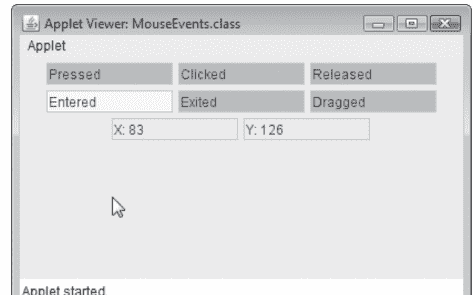 Applet Viewer: MouseEvents.class
Applet
Pressed Clicked Released
Entered Exited Dragged
X: 83 Y: 126
Applet started